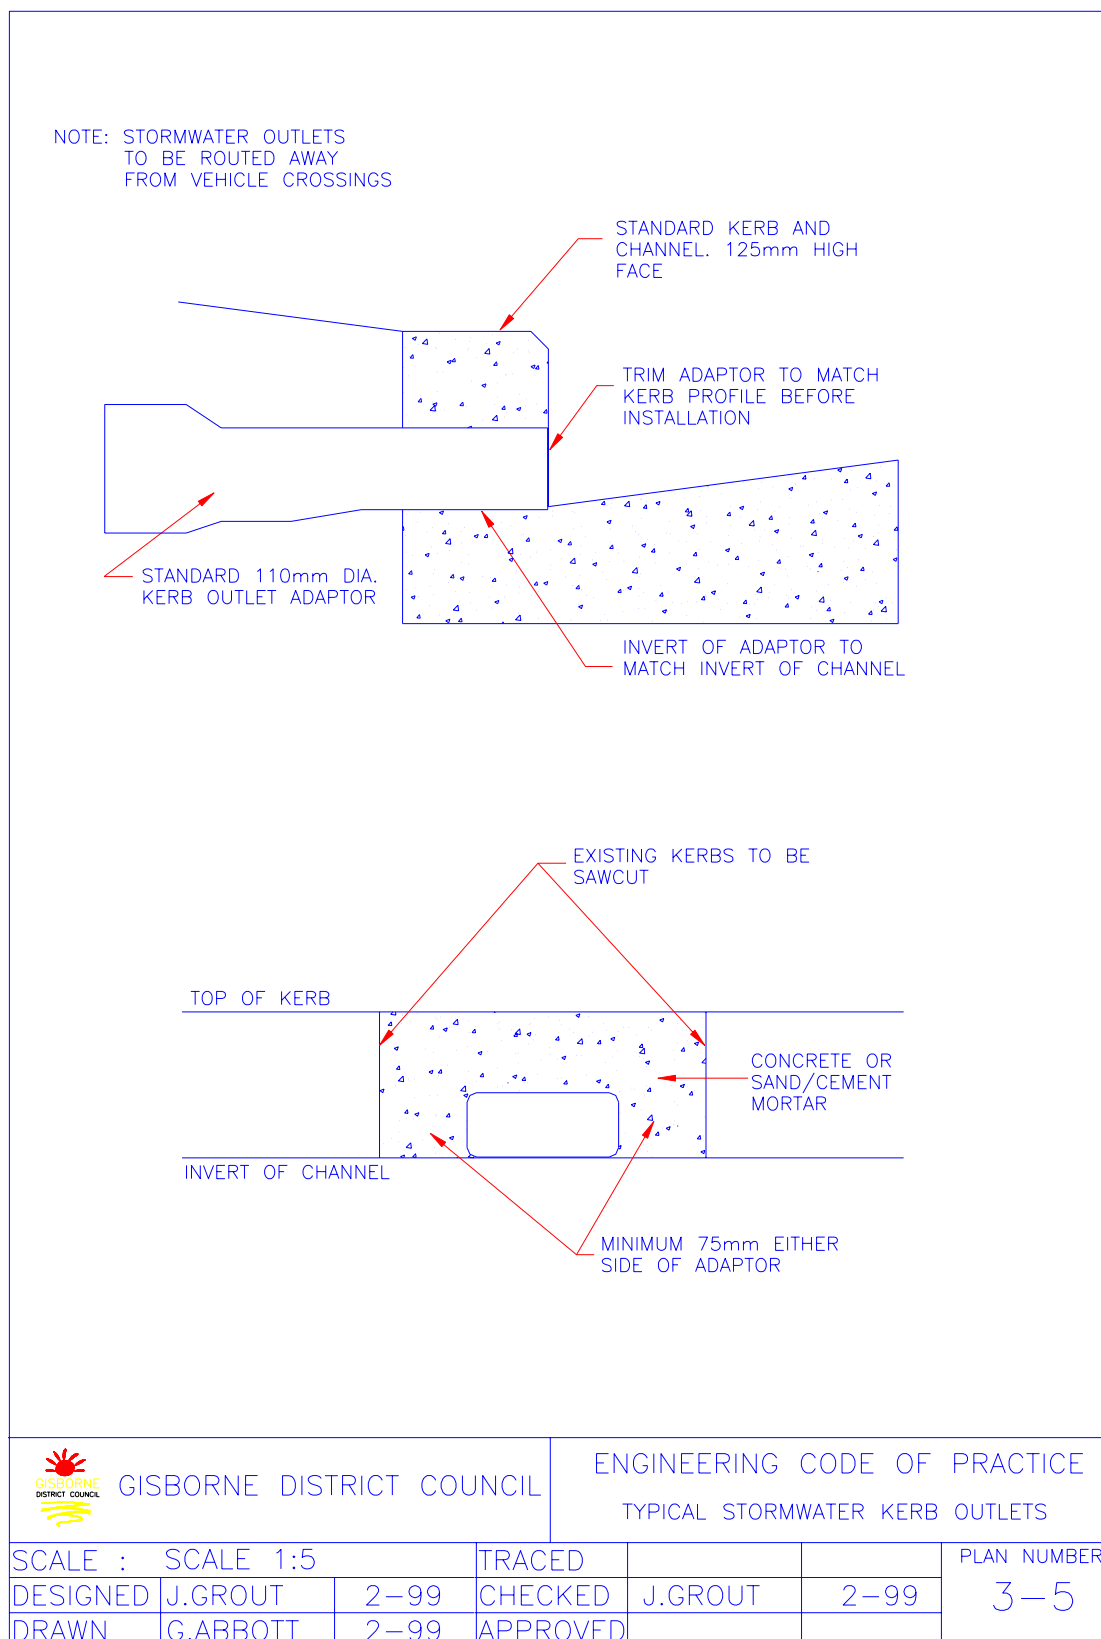 NOTE: STORMWATER OUTLETS
TO BE ROUTED AWAY
FROM VEHICLE CROSSINGS
STANDARD KERB AND
CHANNEL. 125mm HIGH
FACE
TRIM ADAPTOR TO MATCH
KERB PROFILE BEFORE
INSTALLATION
STANDARD 110mm DIA.
KERB OUTLET ADAPTOR
INVERT OF ADAPTOR TO
MATCH INVERT OF CHANNEL
EXISTING KERBS TO BE
SAWCUT
TOP OF KERB
CONCRETE OR
SAND/CEMENT
MORTAR
INVERT OF CHANNEL
MINIMUM 75mm EITHER
SIDE OF ADAPTOR
GISBORNE
DISTRICT COUNCIL
GISBORNE DISTRICT COUNCIL
ENGINEERING CODE OF PRACTICE
TYPICAL STORMWATER KERB OUTLETS
SCALE : SCALE 1:5 TRACED
PLAN NUMBER
DESIGNED J.GROUT 2-99 CHECKED J.GROUT 2-99
3-5
DRAWN G.ABBOTT 2-99 APPROVED